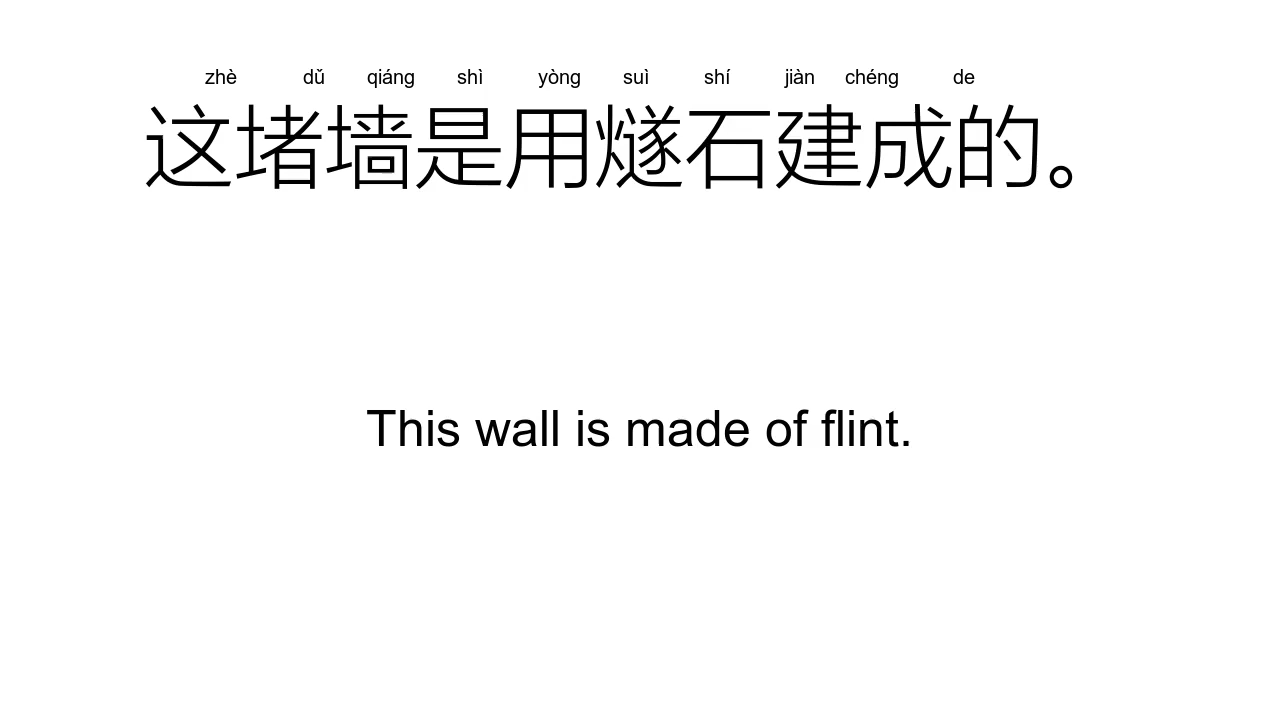 zhè dǔ qiáng shì yòng suì shí jiàn chéng de
这堵墙是用燧石建成的。
This wall is made of flint.